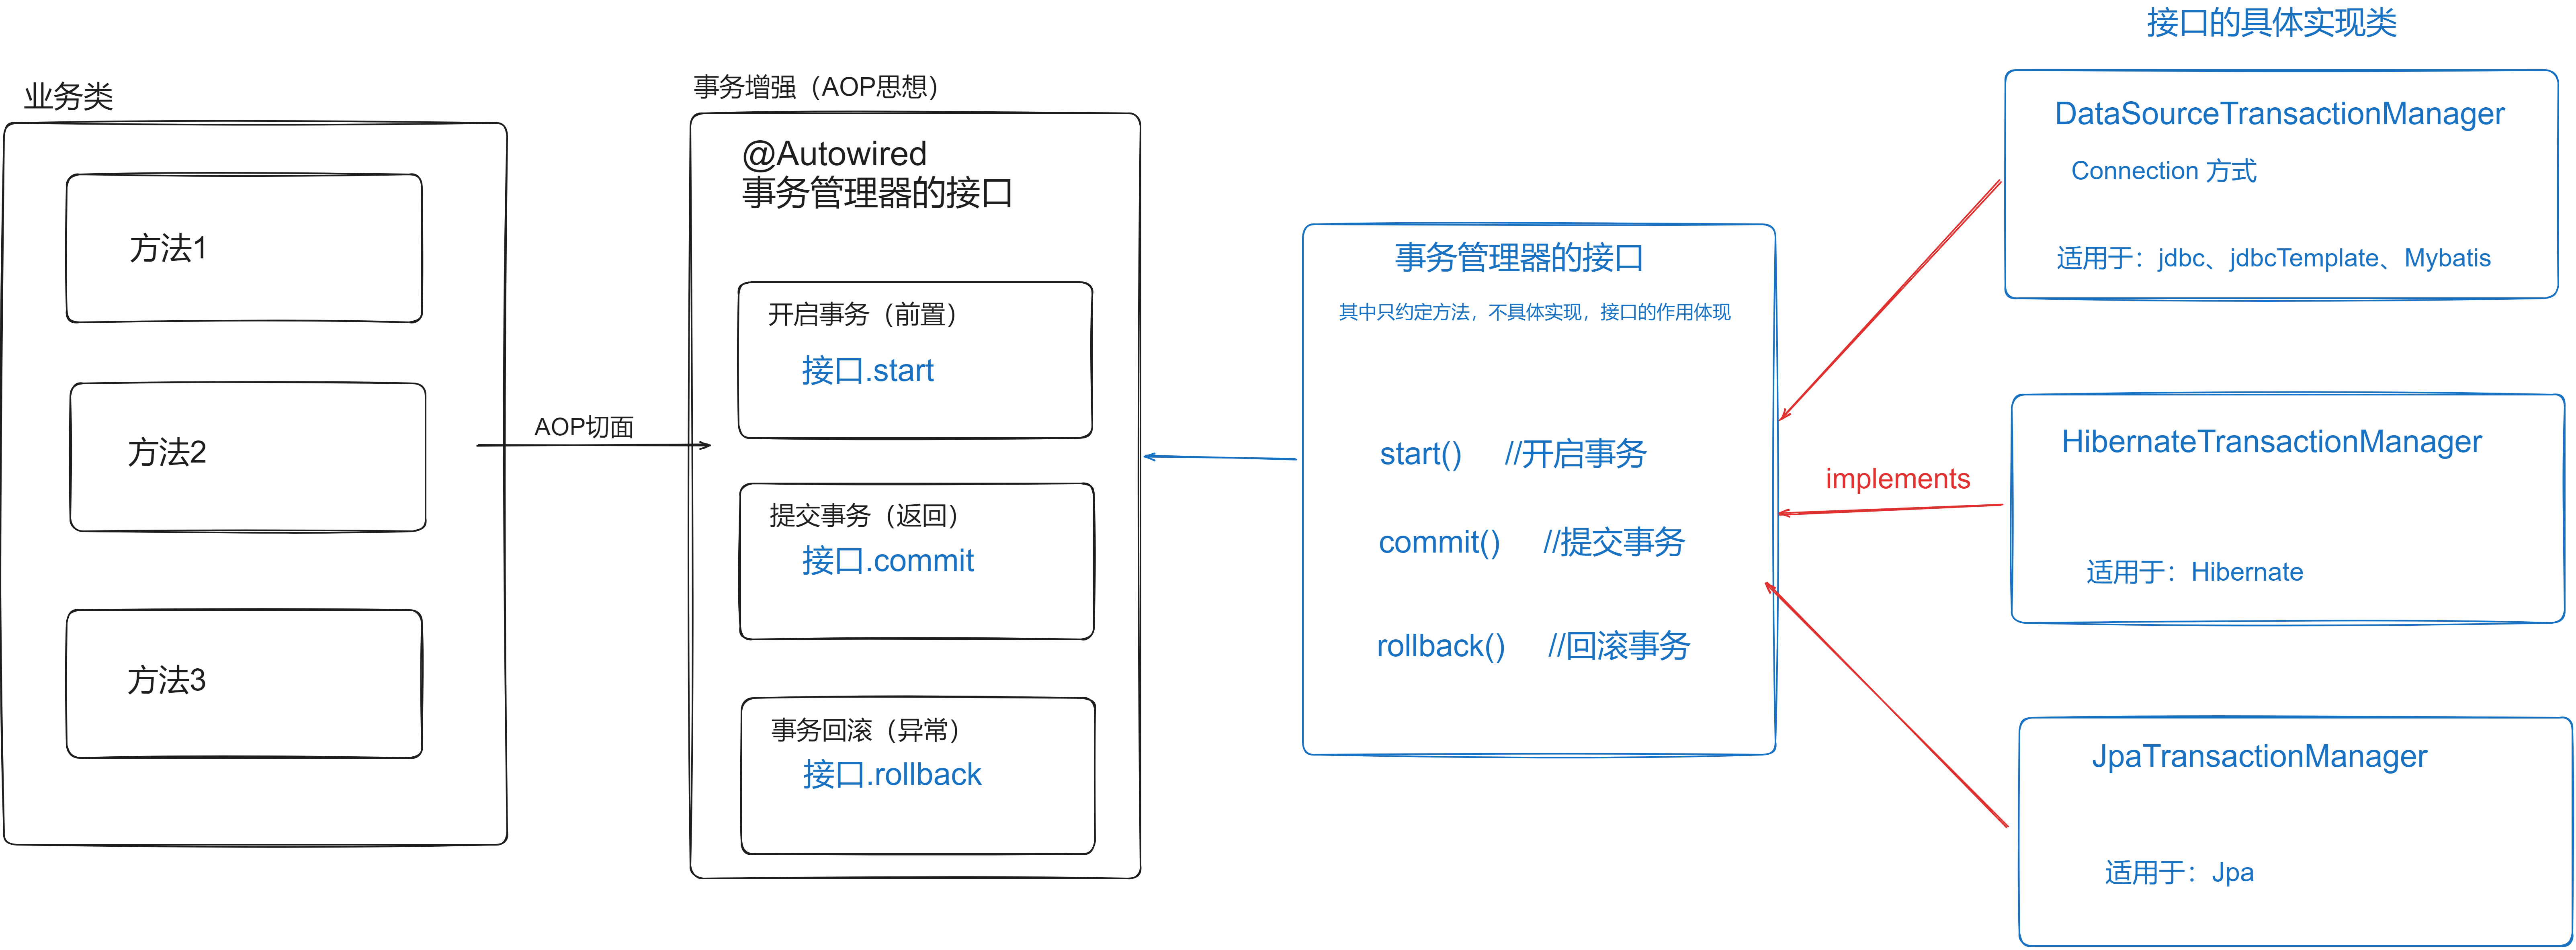 业务类
方法1
方法2
方法3
AOP切面
事务增强（AOP思想）
@Autowired
事务管理器的接口
开启事务（前置）
接口.start
提交事务（返回）
接口.commit
事务回滚（异常）
接口.rollback
事务管理器的接口
其中只约定方法，不具体实现，接口的作用体现
start() //开启事务
commit() //提交事务
rollback() //回滚事务
implements
接口的具体实现类
DataSourceTransactionManager
Connection 方式
适用于：jdbc、jdbcTemplate、Mybatis
HibernateTransactionManager
适用于：Hibernate
JpaTransactionManager
适用于：Jpa